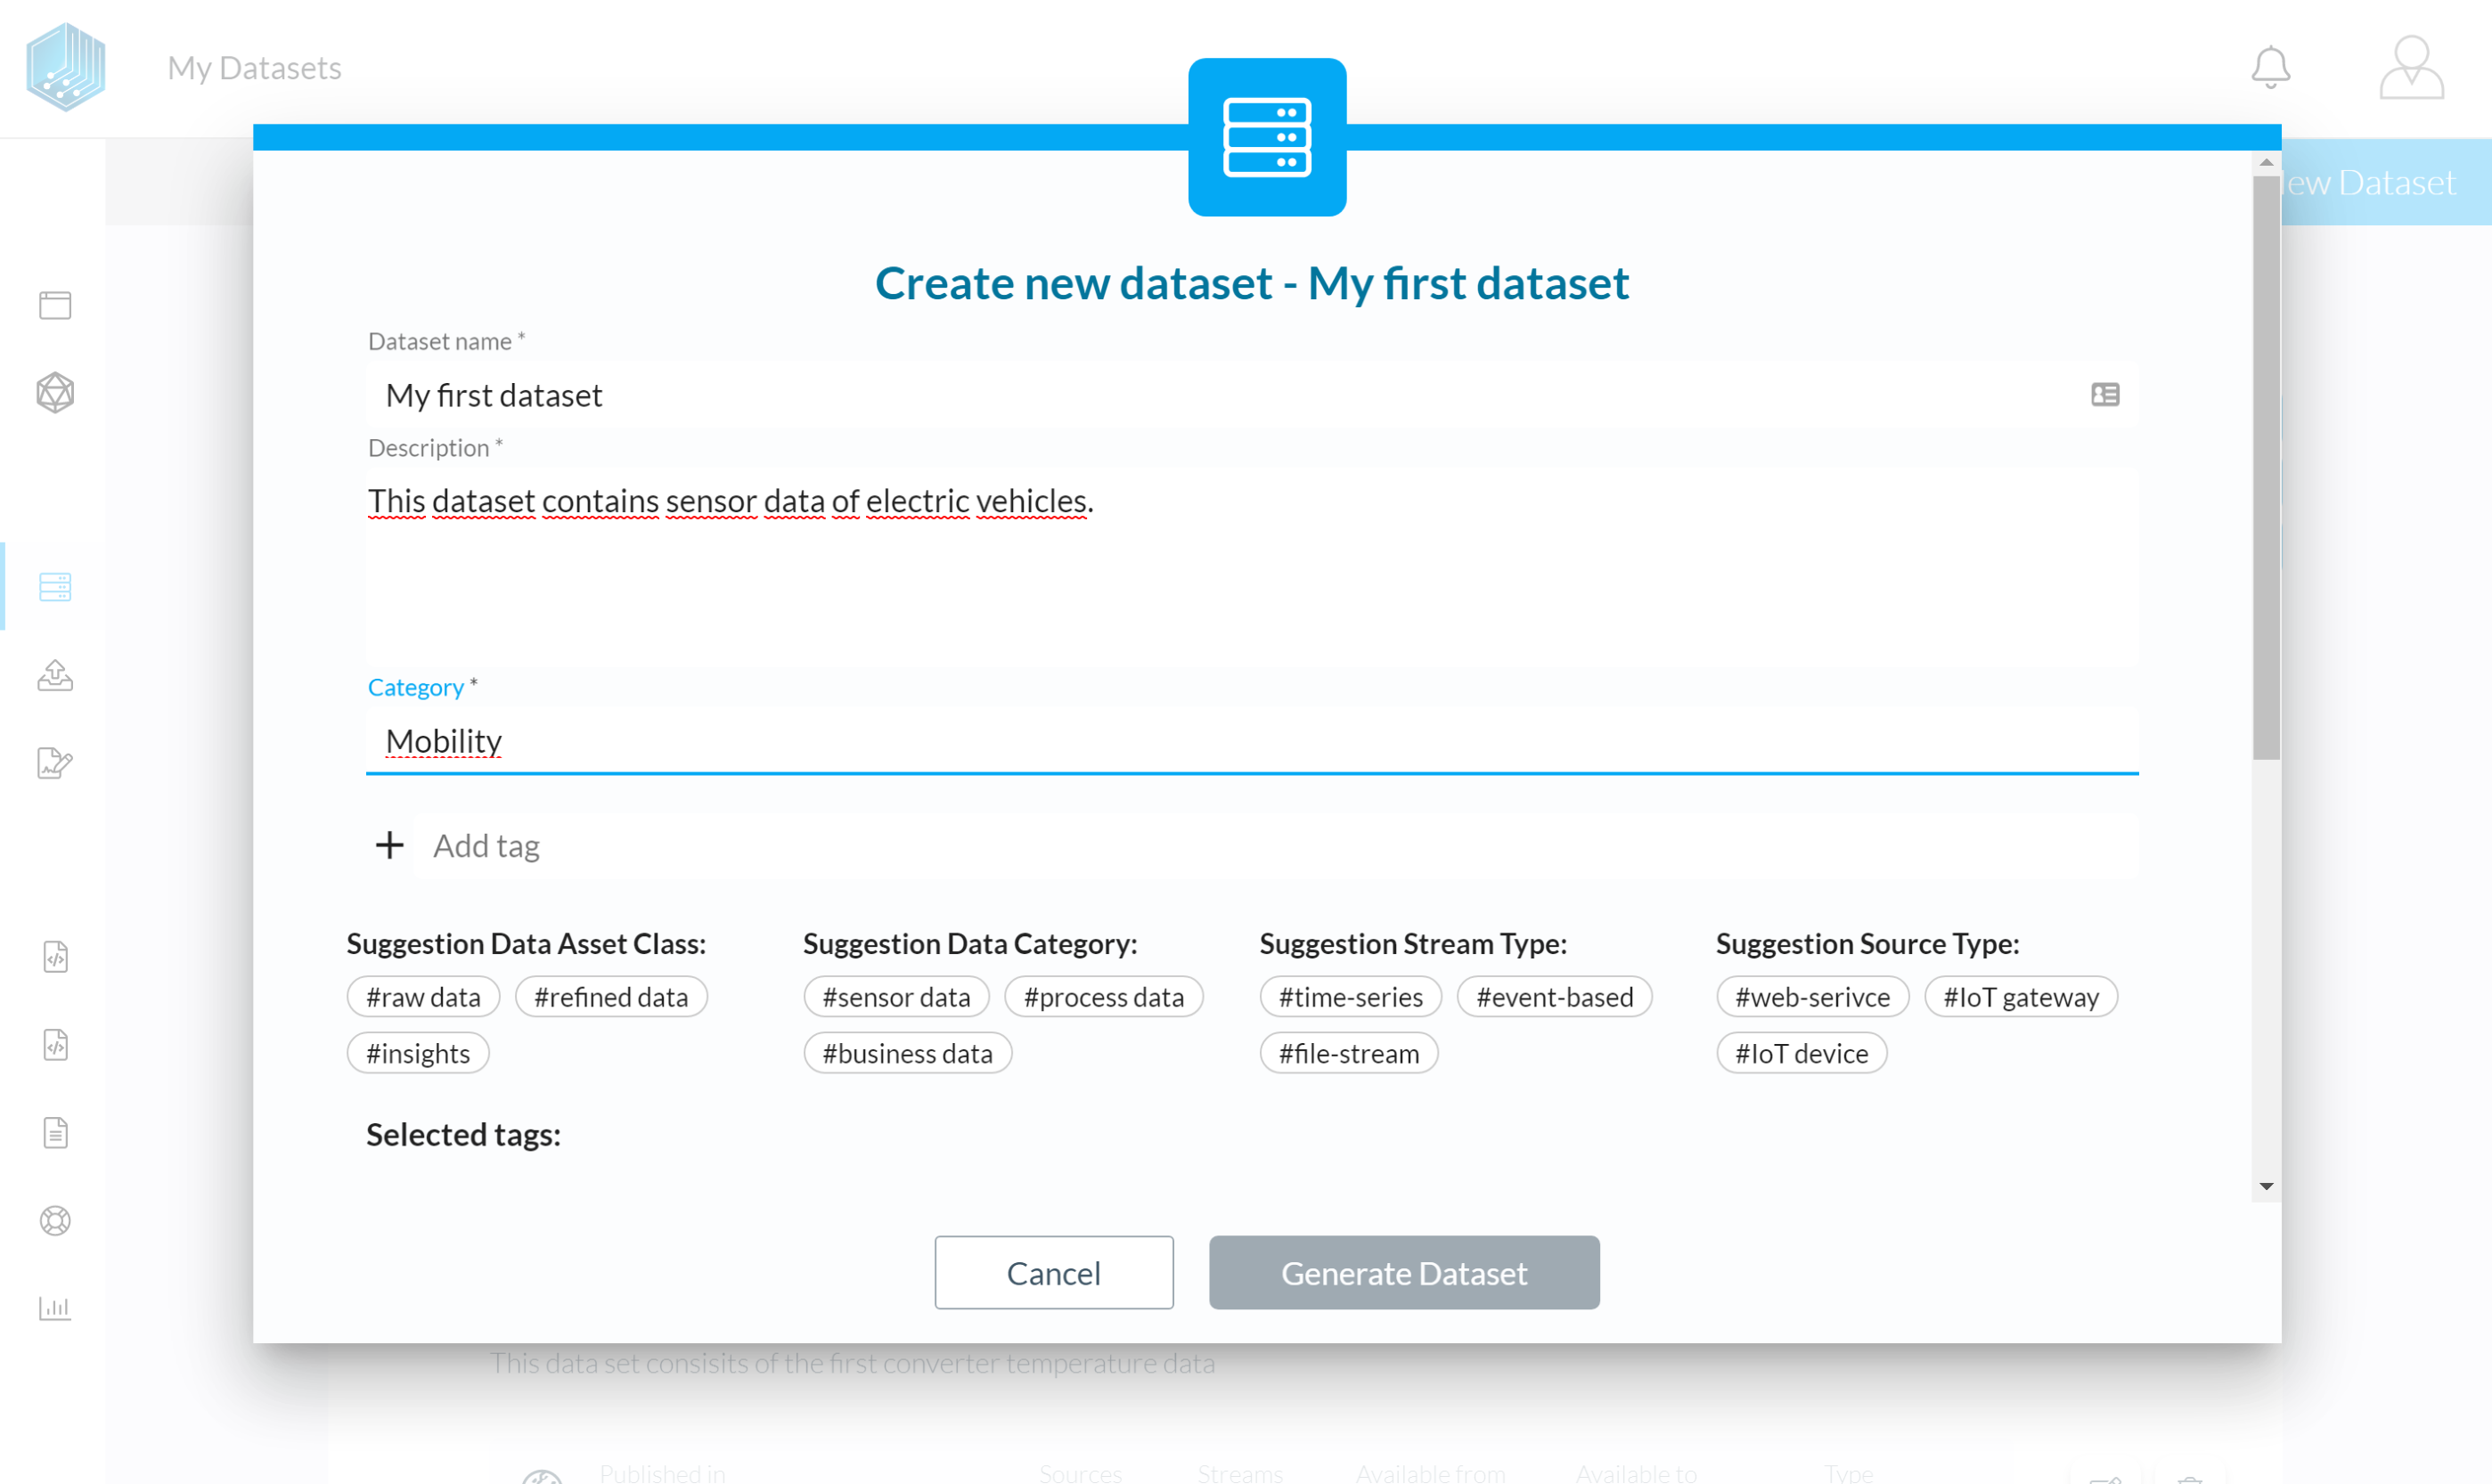 My Datasets
ew Dataset
Create new dataset - My first dataset
Dataset name *
My first dataset
Description *
This dataset contains sensor data of electric vehicles.
Category *
Mobility
+ Add tag
Suggestion Data Asset Class:
#raw data #refined data
#insights
Suggestion Data Category:
#sensor data #process data
#business data
Suggestion Stream Type:
#time-series #event-based
#file-stream
Suggestion Source Type:
#web-serivce #IoT gateway
#IoT device
Selected tags:
Cancel Generate Dataset
This data set consisits of the first converter temperature data
Published in Sources Streams Available from Available to Type